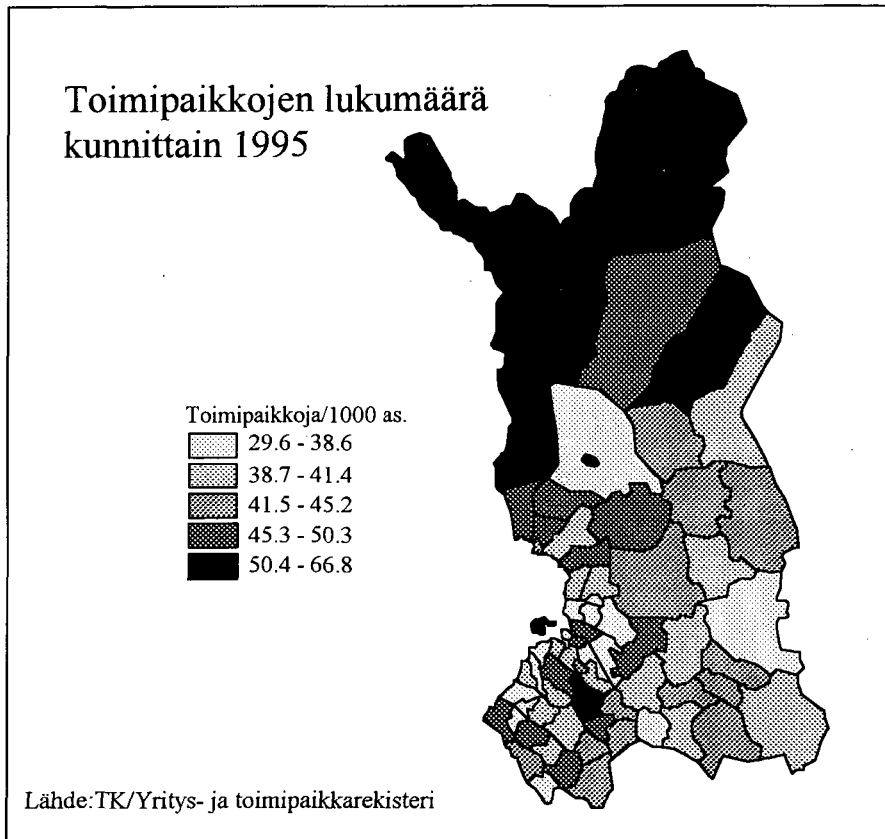 Toimipaikkojen lukumäärä
kunnittain 1995
Toimipaikkoja/1000 as.
29.6 - 38.6
38.7 - 41.4
41.5 - 45.2
45.3 - 50.3
50.4 - 66.8
Lähde:TK/Yritys- ja toimipaikkarekisteri